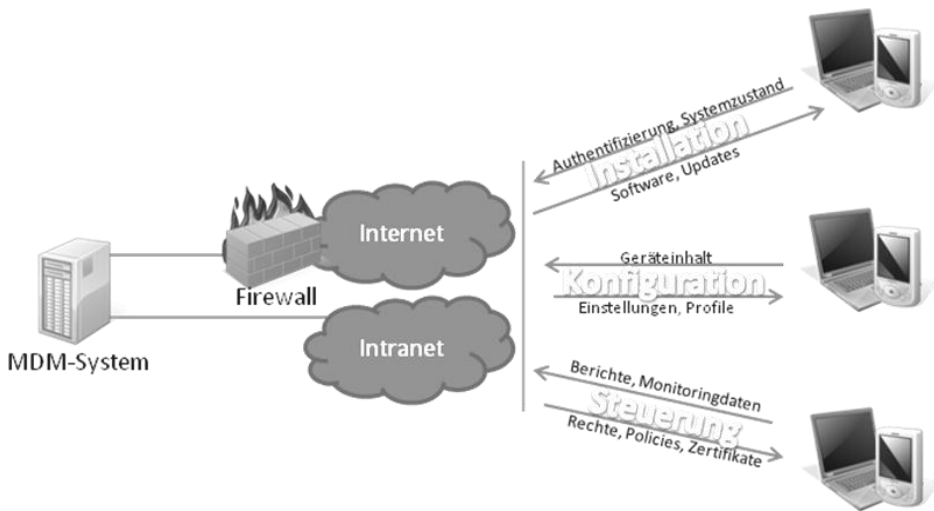 Authentifizierung, Systemzustand
Installation
Software, Updates
Internet
Firewall
Geräteinhalt
Konfiguration
Einstellungen, Profile
MDM-System
Intranet
Berichte, Monitoringdaten
Steuerung
Rechte, Policies, Zertifikate